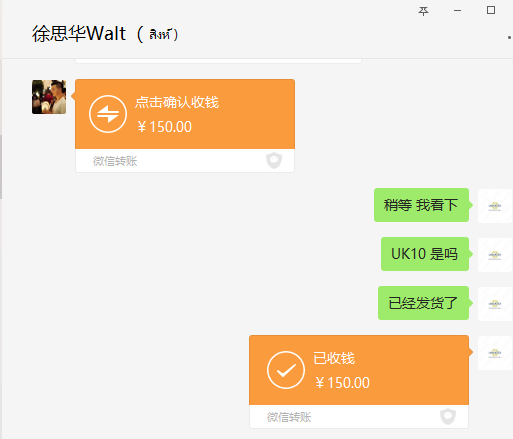 徐思华Walt（สิงห์）
点击确认收钱
￥150.00
微信转账
稍等 我看下
UK10 是吗
已经发货了
已收钱
￥150.00
微信转账